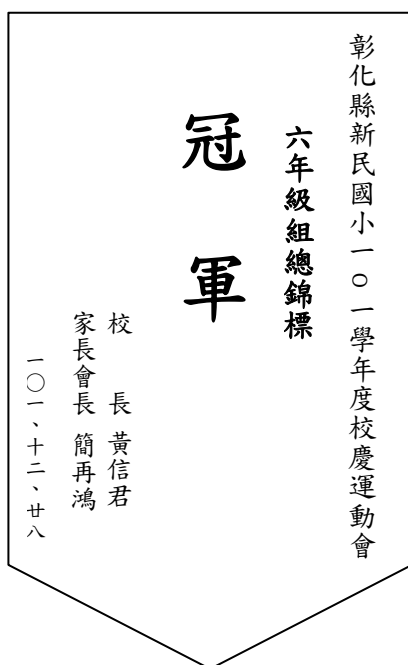 彰化縣新民國小一○一學年度校慶運動會
六年級組總錦標
冠軍
校長 黃信君
家長會長 簡再鴻
一○一、十二、廿八